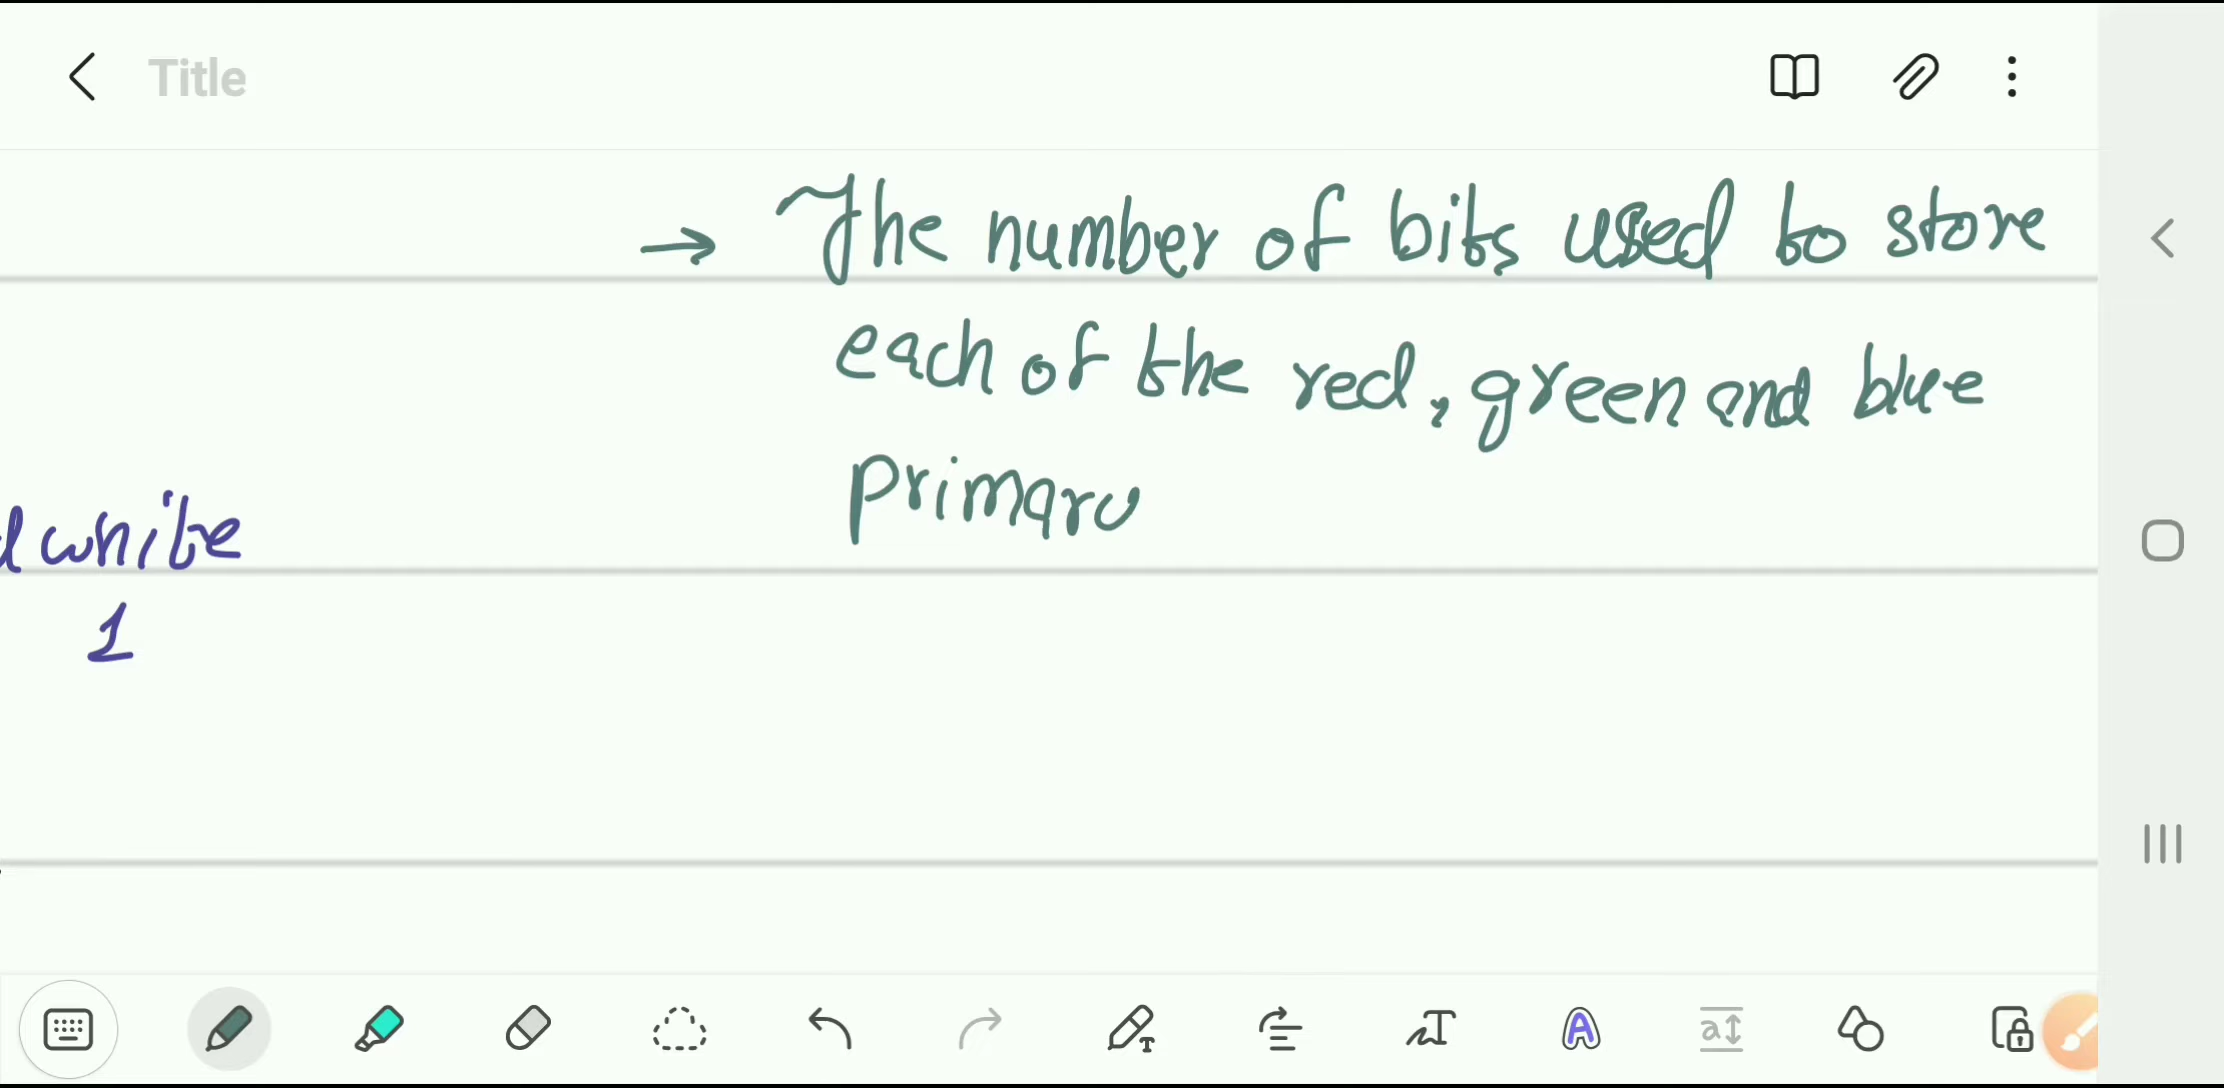 Title
→ The number of bits used to store
each of the red, green and blue
primaru
white
1